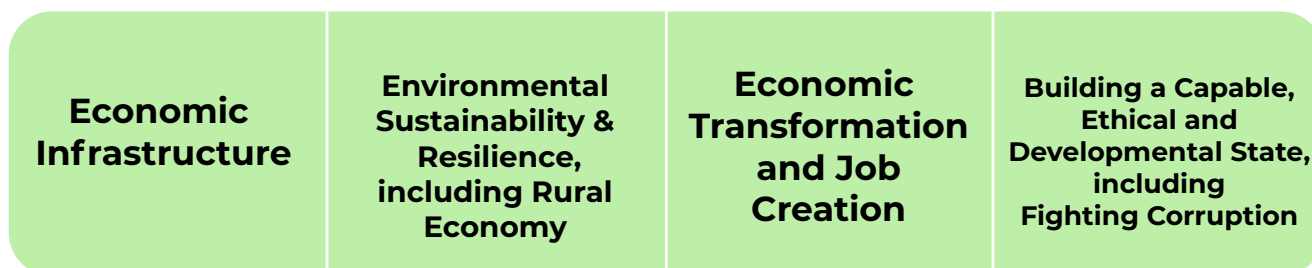 Economic
Infrastructure
Environmental
Sustainability &
Resilience,
including Rural
Economy
Economic
Transformation
and Job
Creation
Building a Capable,
Ethical and
Developmental State,
including
Fighting Corruption